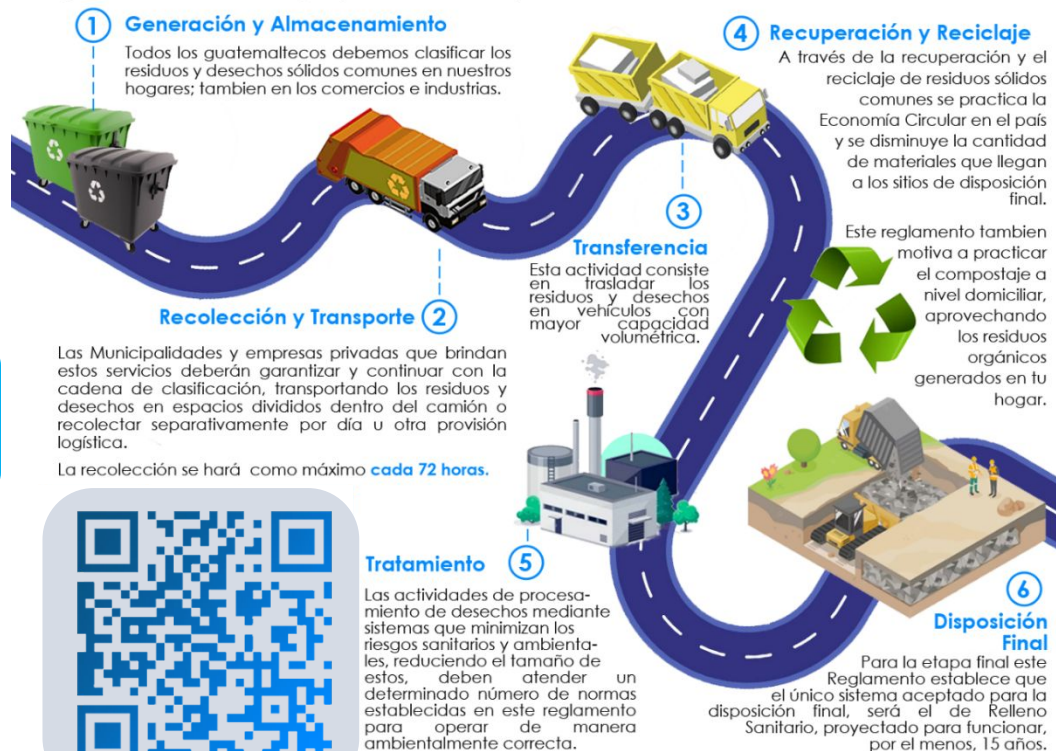 1 Generación y Almacenamiento
Todos los guatemaltecos debemos clasificar los
residuos y desechos sólidos comunes en nuestros
hogares; tambien en los comercios e industrias.
Recolección y Transporte 2
Las Municipalidades y empresas privadas que brindan
estos servicios deberán garantizar y continuar con la
cadena de clasificación, transportando los residuos y
desechos en espacios divididos dentro del camión o
recolectar separativamente por día u otra provisión
logística.
La recolección se hará como máximo cada 72 horas.
3
Transferencia
Esta actividad consiste
en trasladar los
residuos y desechos
en vehículos con
mayor capacidad
volumétrica.
4 Recuperación y Reciclaje
A través de la recuperación y el
reciclaje de residuos sólidos
comunes se practica la
Economía Circular en el país
y se disminuye la cantidad
de materiales que llegan
a los sitios de disposición
final.
Este reglamento tambien
motiva a practicar
el compostaje a
nivel domiciliar,
aprovechando
los residuos
orgánicos
generados en tu
hogar.
Tratamiento 5
Las actividades de procesa-
miento de desechos mediante
sistemas que minimizan los
riesgos sanitarios y ambienta-
les, reduciendo el tamaño de
estos, deben atender un
determinado número de normas
establecidas en este reglamento
para operar de manera
ambientalmente correcta.
6
Disposición
Final
Para la etapa final este
Reglamento establece que
el único sistema aceptado para la
disposición final, será el de Relleno
Sanitario, proyectado para funcionar,
por el menos, 15 años.